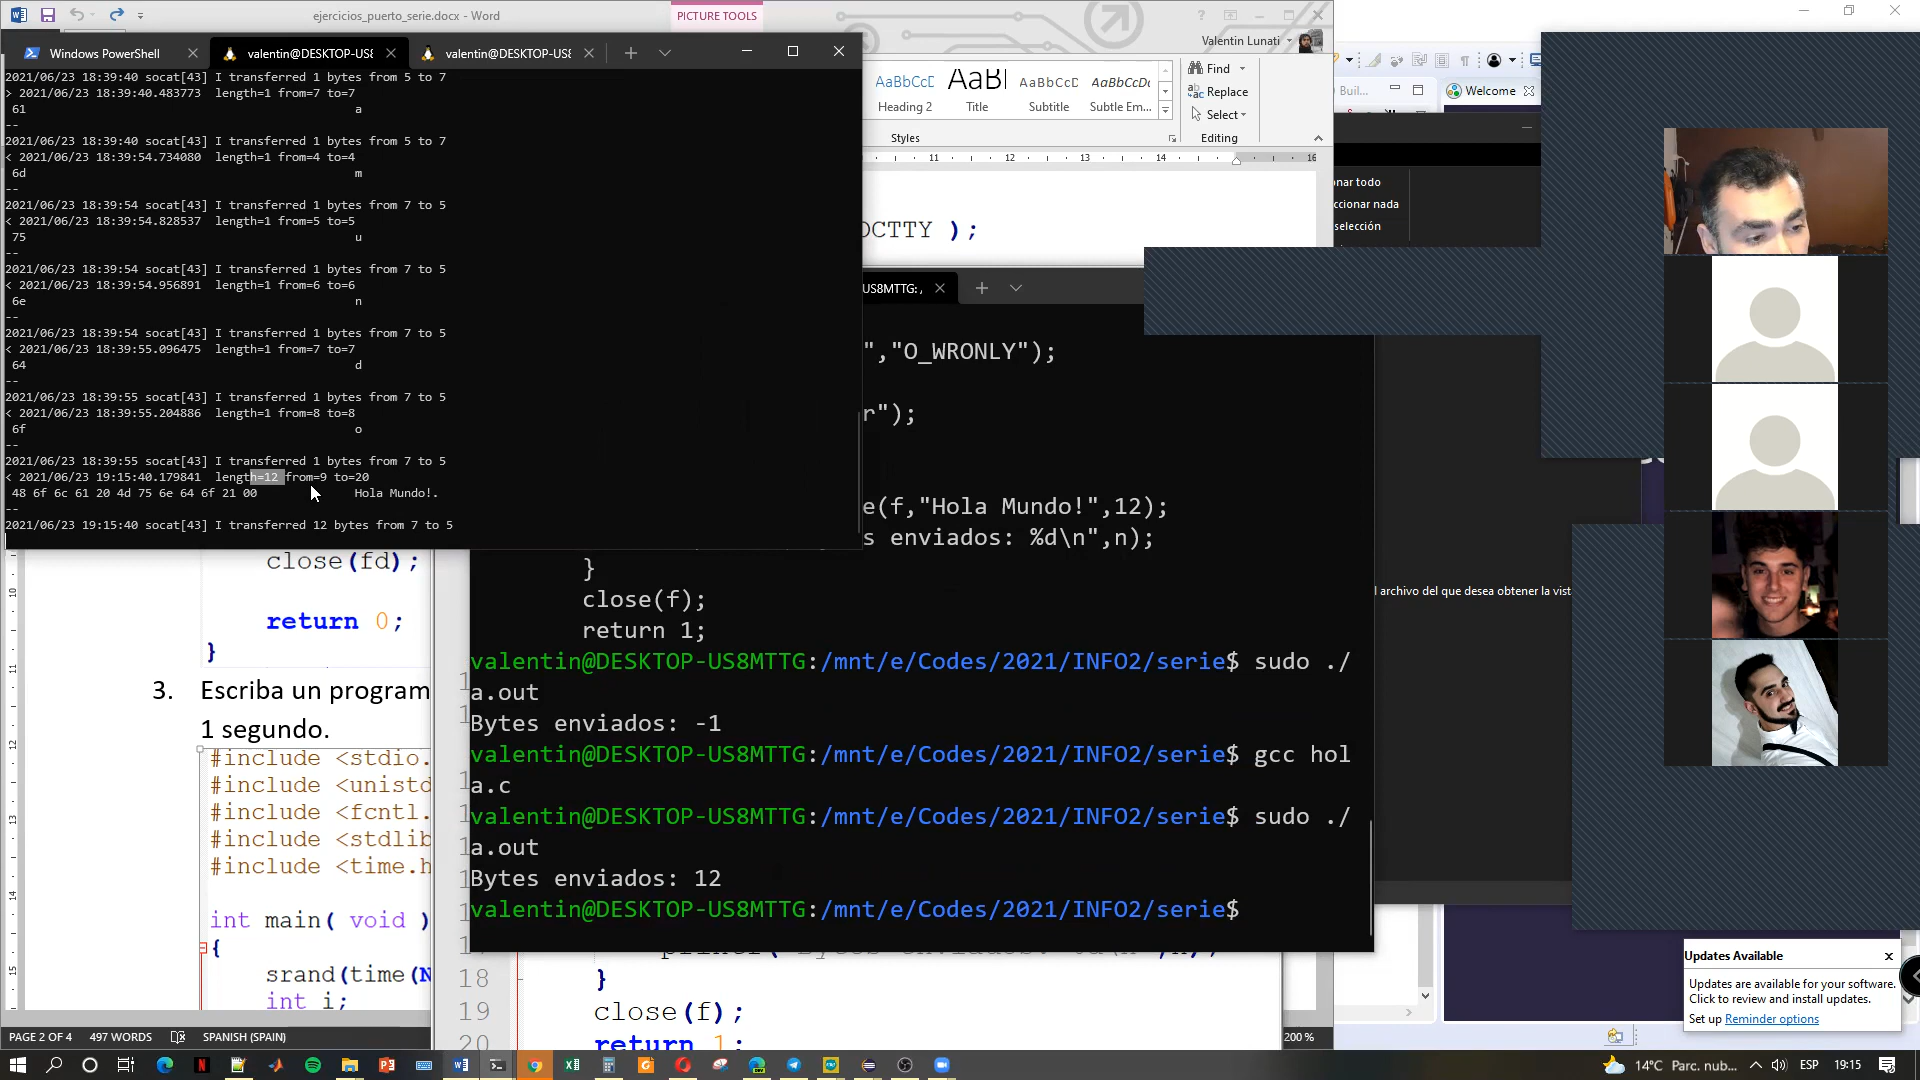 ejercicios_puerto_serie.docx - Word
PICTURE TOOLS
Valentin Lunati
Windows PowerShell
valentin@DESKTOP-US8
valentin@DESKTOP-US8
2021/06/23 18:39:40 socat[43] I transferred 1 bytes from 5 to 7
> 2021/06/23 18:39:40.483773  length=1 from=7 to=7
61 a
--
2021/06/23 18:39:40 socat[43] I transferred 1 bytes from 5 to 7
< 2021/06/23 18:39:54.734080  length=1 from=4 to=4
6d m
--
2021/06/23 18:39:54 socat[43] I transferred 1 bytes from 7 to 5
< 2021/06/23 18:39:54.828537  length=1 from=5 to=5
75 u
--
2021/06/23 18:39:54 socat[43] I transferred 1 bytes from 7 to 5
< 2021/06/23 18:39:54.956891  length=1 from=6 to=6
6e n
--
2021/06/23 18:39:54 socat[43] I transferred 1 bytes from 7 to 5
< 2021/06/23 18:39:55.096475  length=1 from=7 to=7
64 d
--
2021/06/23 18:39:55 socat[43] I transferred 1 bytes from 7 to 5
< 2021/06/23 18:39:55.204886  length=1 from=8 to=8
6f o
--
2021/06/23 18:39:55 socat[43] I transferred 1 bytes from 7 to 5
< 2021/06/23 19:15:40.179841  length=12 from=9 to=20
48 6f 6c 61 20 4d 75 6e 64 6f 21 00 Hola Mundo!.
--
2021/06/23 19:15:40 socat[43] I transferred 12 bytes from 7 to 5
AaBbCcD AaBl AaBbCcD AaBbCcDt
Heading 2 Title Subtitle Subtle Em...
Styles
Find
Replace
Select
Editing
11 12 13 14 16
OCTTY );
Buil...
Welcome
onar todo
ccionar nada
selección
US8MTTG: ,
","O_WRONLY");
r");
e(f,"Hola Mundo!",12);
s enviados: %d\n",n);
}
close(f);
return 1;
valentin@DESKTOP-US8MTTG:/mnt/e/Codes/2021/INFO2/serie$ sudo ./
a.out
Bytes enviados: -1
valentin@DESKTOP-US8MTTG:/mnt/e/Codes/2021/INFO2/serie$ gcc hol
a.c
valentin@DESKTOP-US8MTTG:/mnt/e/Codes/2021/INFO2/serie$ sudo ./
a.out
Bytes enviados: 12
valentin@DESKTOP-US8MTTG:/mnt/e/Codes/2021/INFO2/serie$
close(fd);
return 0;
}
3. Escriba un program
1 segundo.
#include <stdio.
#include <unistd
#include <fcntl.
#include <stdlib
#include <time.h
int main( void )
{
srand(time(N
int i;
18 }
19 close(f);
20 return 1;
l archivo del que desea obtener la vist
Updates Available
Updates are available for your software.
Click to review and install updates.
Set up Reminder options
PAGE 2 OF 4 497 WORDS SPANISH (SPAIN)
200 %
14°C Parc. nub... ESP 19:15